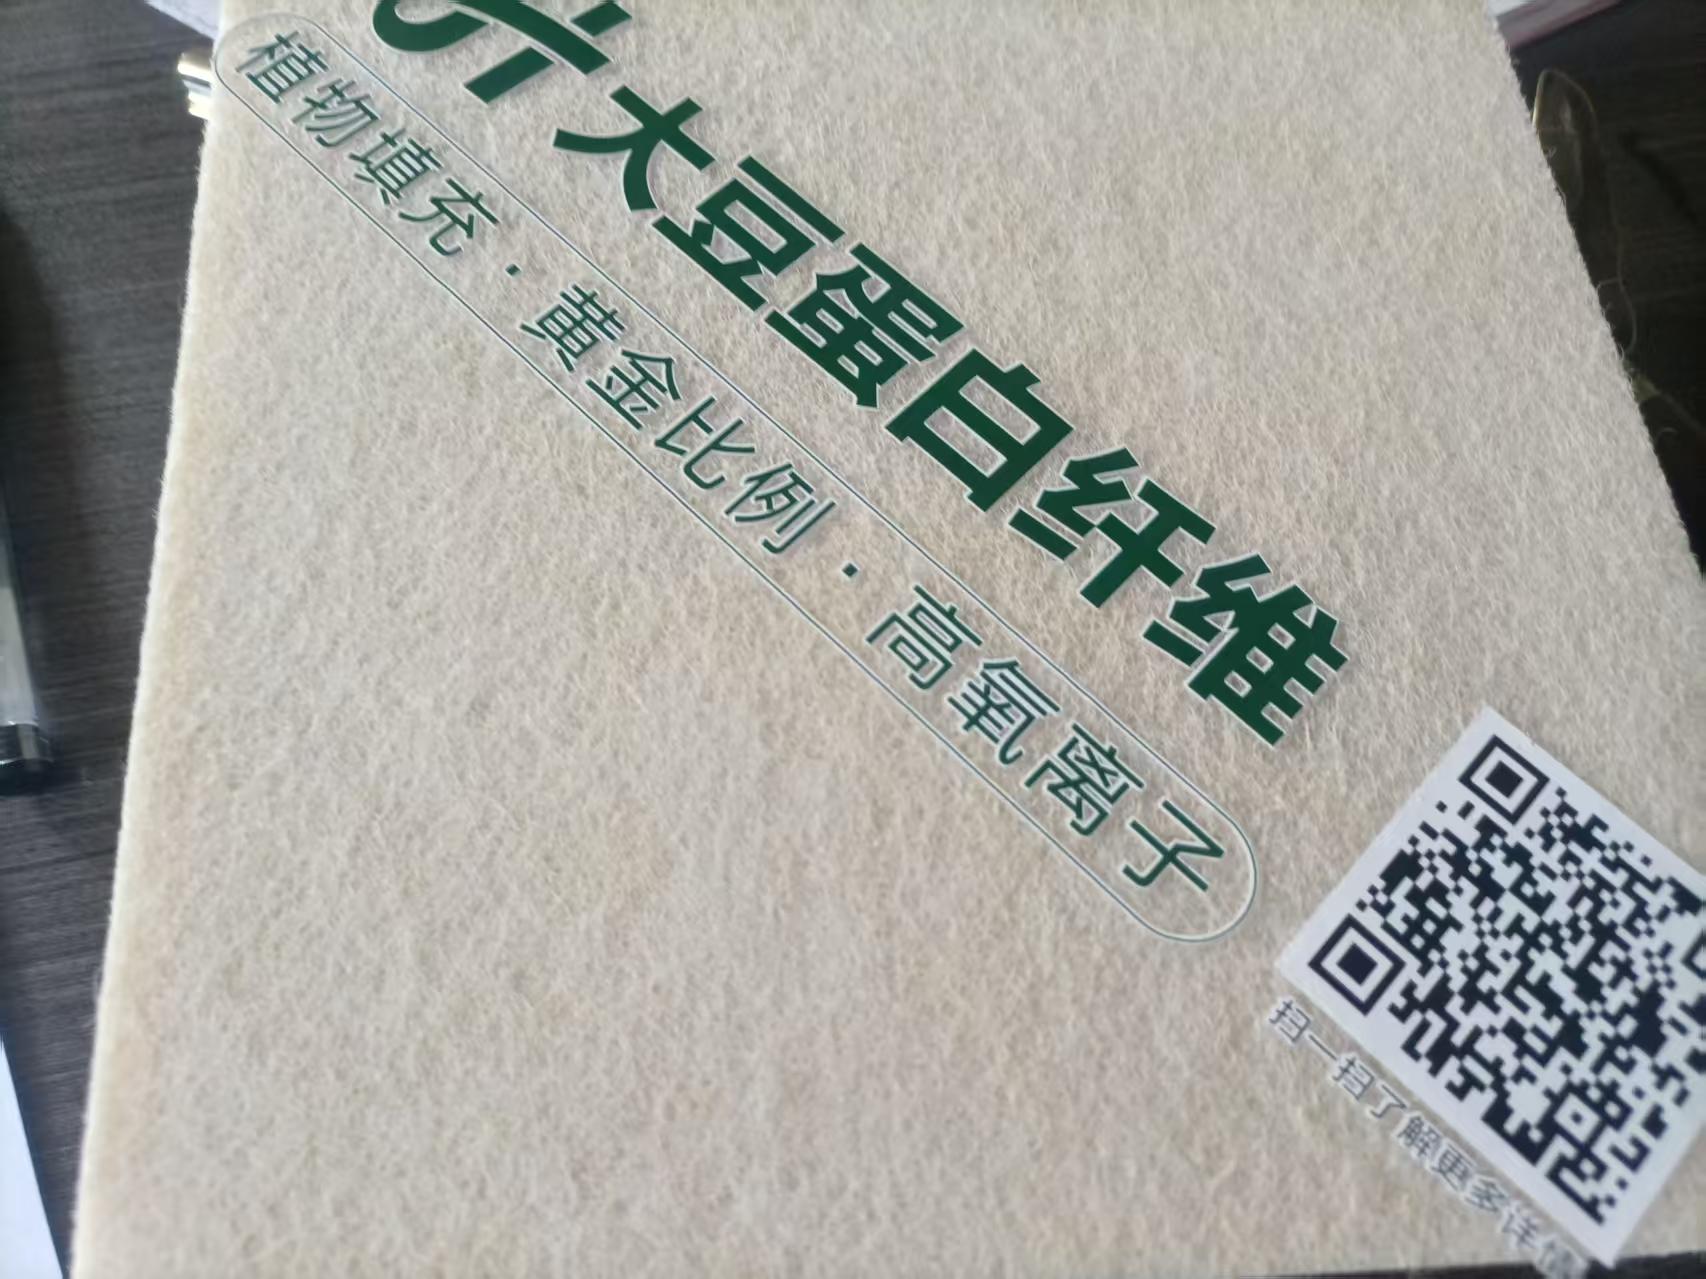 大豆蛋白纤维
植物填充·黄金比例·高氧离子
扫一扫了解更多详情